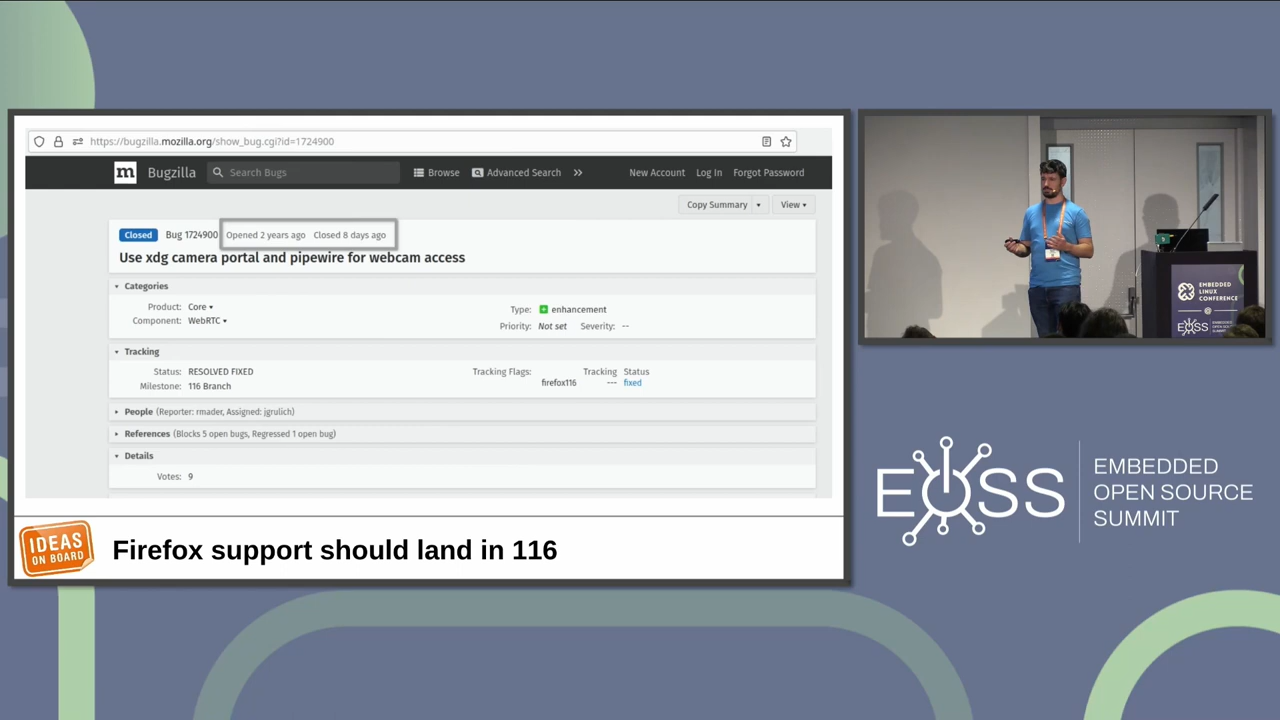 https://bugzilla.mozilla.org/show_bug.cgi?id=1724900
m Bugzilla Search Bugs Browse Advanced Search » New Account Log In Forgot Password
Copy Summary ▾ View ▾
Closed Bug 1724900 Opened 2 years ago Closed 8 days ago
Use xdg camera portal and pipewire for webcam access
▾ Categories
Product: Core ▾
Component: WebRTC ▾
Type: enhancement
Priority: Not set Severity: --
▾ Tracking
Status: RESOLVED FIXED
Milestone: 116 Branch
Tracking Flags: Tracking Status
firefox116 --- fixed
▸ People (Reporter: rmader, Assigned: jgrulich)
▸ References (Blocks 5 open bugs, Regressed 1 open bug)
▾ Details
Votes: 9
IDEAS
ON BOARD
Firefox support should land in 116
EMBEDDED
LINUX
CONFERENCE
EOSS
EMBEDDED
OPEN SOURCE
SUMMIT
EOSS
EMBEDDED
OPEN SOURCE
SUMMIT